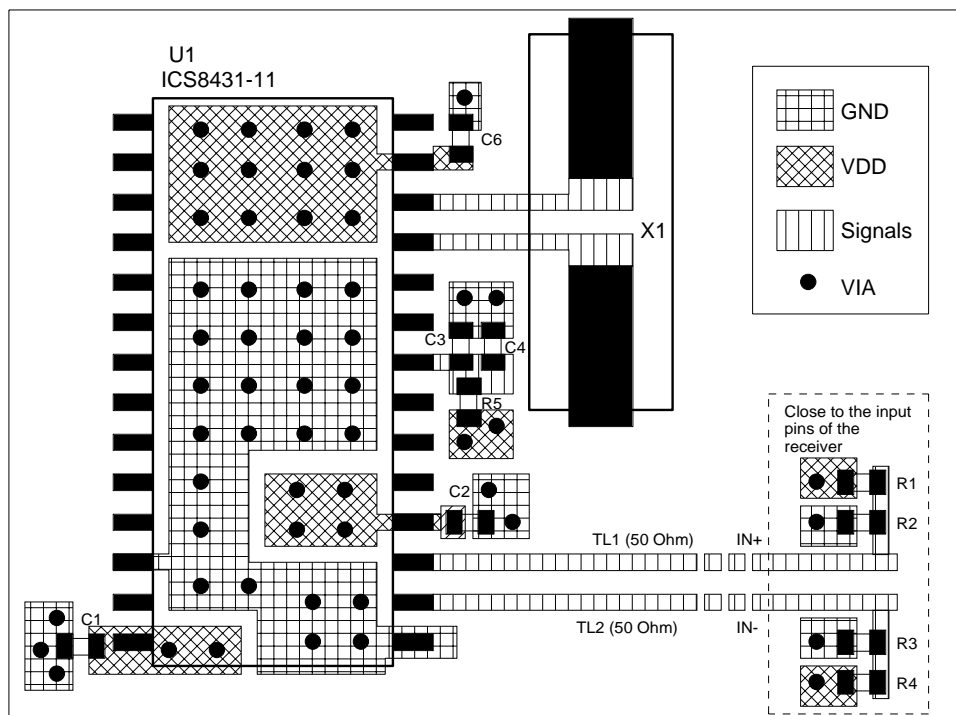 U1
ICS8431-11
C6
X1
GND
VDD
Signals
VIA
C3
C4
R5
C2
Close to the input
pins of the
receiver
R1
R2
TL1 (50 Ohm)
IN+
C1
TL2 (50 Ohm)
IN-
R3
R4